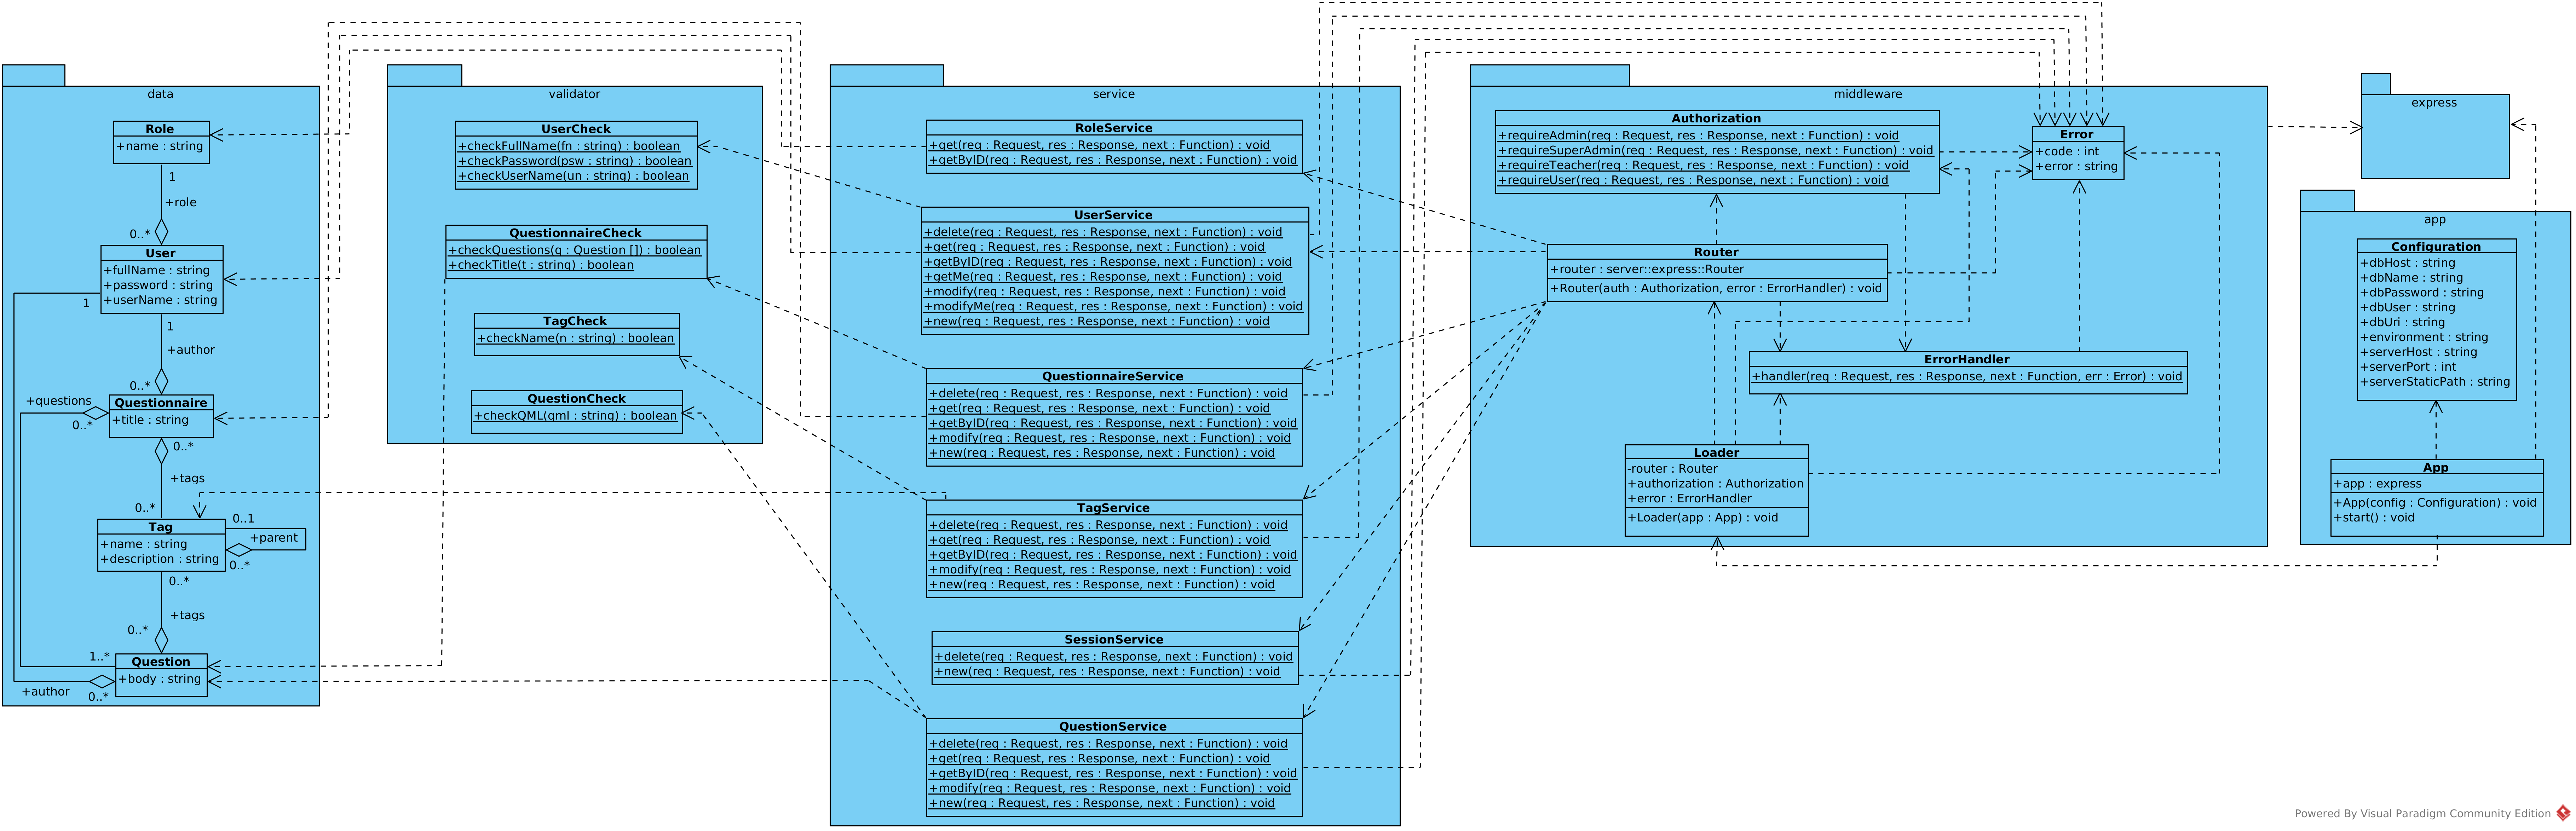 data
Role
+name : string
1
+role
0..*
User
+fullName : string
+password : string
+userName : string
1
1
+author
0..*
+questions
0..*
Questionnaire
+title : string
0..*
+tags
0..*
Tag
+name : string
+description : string
0..1
+parent
0..*
0..*
+tags
0..*
1..*
Question
+body : string
+author
0..*
validator
UserCheck
+checkFullName(fn : string) : boolean
+checkPassword(psw : string) : boolean
+checkUserName(un : string) : boolean
QuestionnaireCheck
+checkQuestions(q : Question []) : boolean
+checkTitle(t : string) : boolean
TagCheck
+checkName(n : string) : boolean
QuestionCheck
+checkQML(qml : string) : boolean
service
RoleService
+get(req : Request, res : Response, next : Function) : void
+getByID(req : Request, res : Response, next : Function) : void
UserService
+delete(req : Request, res : Response, next : Function) : void
+get(req : Request, res : Response, next : Function) : void
+getByID(req : Request, res : Response, next : Function) : void
+getMe(req : Request, res : Response, next : Function) : void
+modify(req : Request, res : Response, next : Function) : void
+modifyMe(req : Request, res : Response, next : Function) : void
+new(req : Request, res : Response, next : Function) : void
QuestionnaireService
+delete(req : Request, res : Response, next : Function) : void
+get(req : Request, res : Response, next : Function) : void
+getByID(req : Request, res : Response, next : Function) : void
+modify(req : Request, res : Response, next : Function) : void
+new(req : Request, res : Response, next : Function) : void
TagService
+delete(req : Request, res : Response, next : Function) : void
+get(req : Request, res : Response, next : Function) : void
+getByID(req : Request, res : Response, next : Function) : void
+modify(req : Request, res : Response, next : Function) : void
+new(req : Request, res : Response, next : Function) : void
SessionService
+delete(req : Request, res : Response, next : Function) : void
+new(req : Request, res : Response, next : Function) : void
QuestionService
+delete(req : Request, res : Response, next : Function) : void
+get(req : Request, res : Response, next : Function) : void
+getByID(req : Request, res : Response, next : Function) : void
+modify(req : Request, res : Response, next : Function) : void
+new(req : Request, res : Response, next : Function) : void
middleware
Authorization
+requireAdmin(req : Request, res : Response, next : Function) : void
+requireSuperAdmin(req : Request, res : Response, next : Function) : void
+requireTeacher(req : Request, res : Response, next : Function) : void
+requireUser(req : Request, res : Response, next : Function) : void
Error
+code : int
+error : string
Router
+router : server::express::Router
+Router(auth : Authorization, error : ErrorHandler) : void
ErrorHandler
+handler(req : Request, res : Response, next : Function, err : Error) : void
Loader
-router : Router
+authorization : Authorization
+error : ErrorHandler
+Loader(app : App) : void
express
app
Configuration
+dbHost : string
+dbName : string
+dbPassword : string
+dbUser : string
+dbUri : string
+environment : string
+serverHost : string
+serverPort : int
+serverStaticPath : string
App
+app : express
+App(config : Configuration) : void
+start() : void
Powered By Visual Paradigm Community Edition